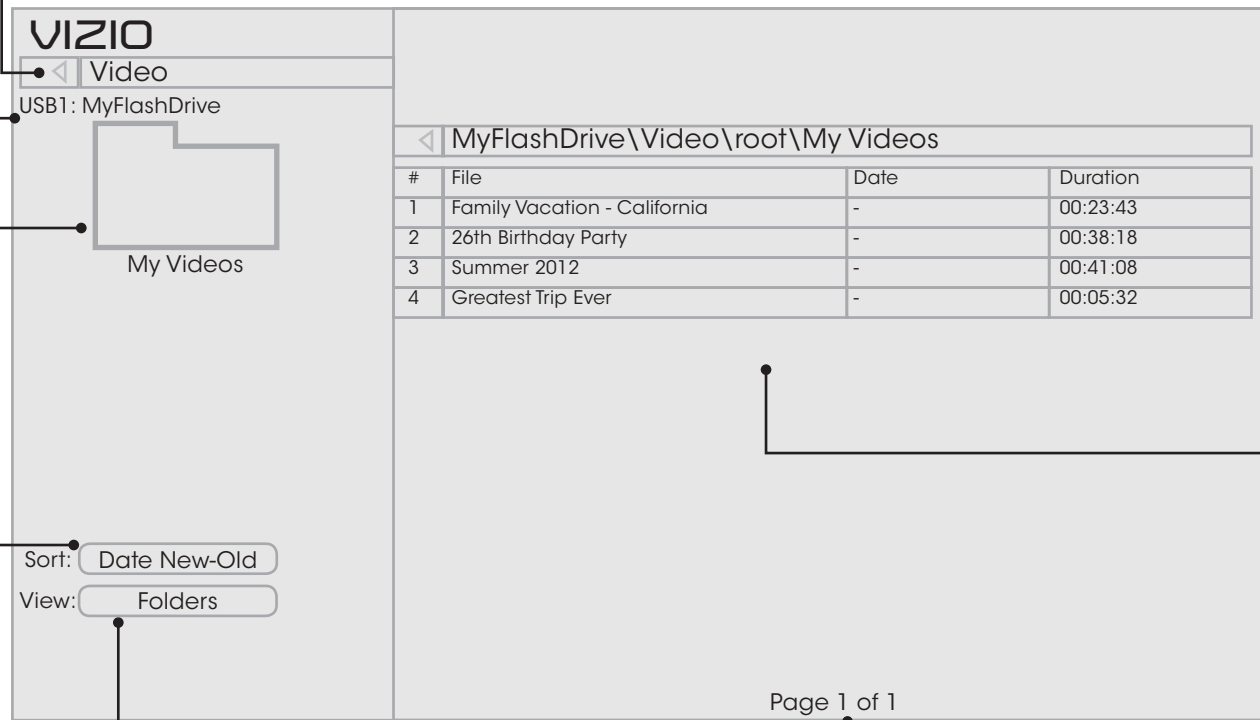 VIZIO
Video
USB1: MyFlashDrive
My Videos
Sort: Date New-Old
View: Folders
MyFlashDrive\Video\root\My Videos
# File Date Duration
1 Family Vacation - California - 00:23:43
2 26th Birthday Party - 00:38:18
3 Summer 2012 - 00:41:08
4 Greatest Trip Ever - 00:05:32
Page 1 of 1